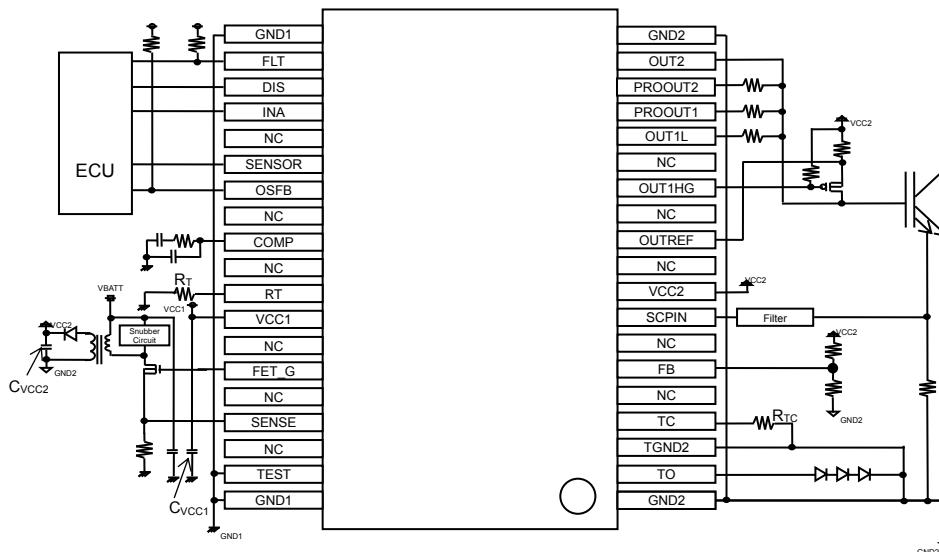 GND1
FLT
DIS
INA
NC
SENSOR
OSFB
NC
COMP
NC
RT
VCC1
NC
FET_G
NC
SENSE
NC
TEST
GND1
ECU
RT
VBATT
VCC1
VCC2
Snubber
Circuit
GND2
CVCC2
CVCC1
GND1
GND2
OUT2
PROOUT2
PROOUT1
OUT1L
NC
OUT1HG
NC
OUTREF
NC
VCC2
SCPIN
NC
FB
NC
TC
TGND2
TO
GND2
VCC2
VCC2
Filter
VCC2
GND2
RTC
GND2